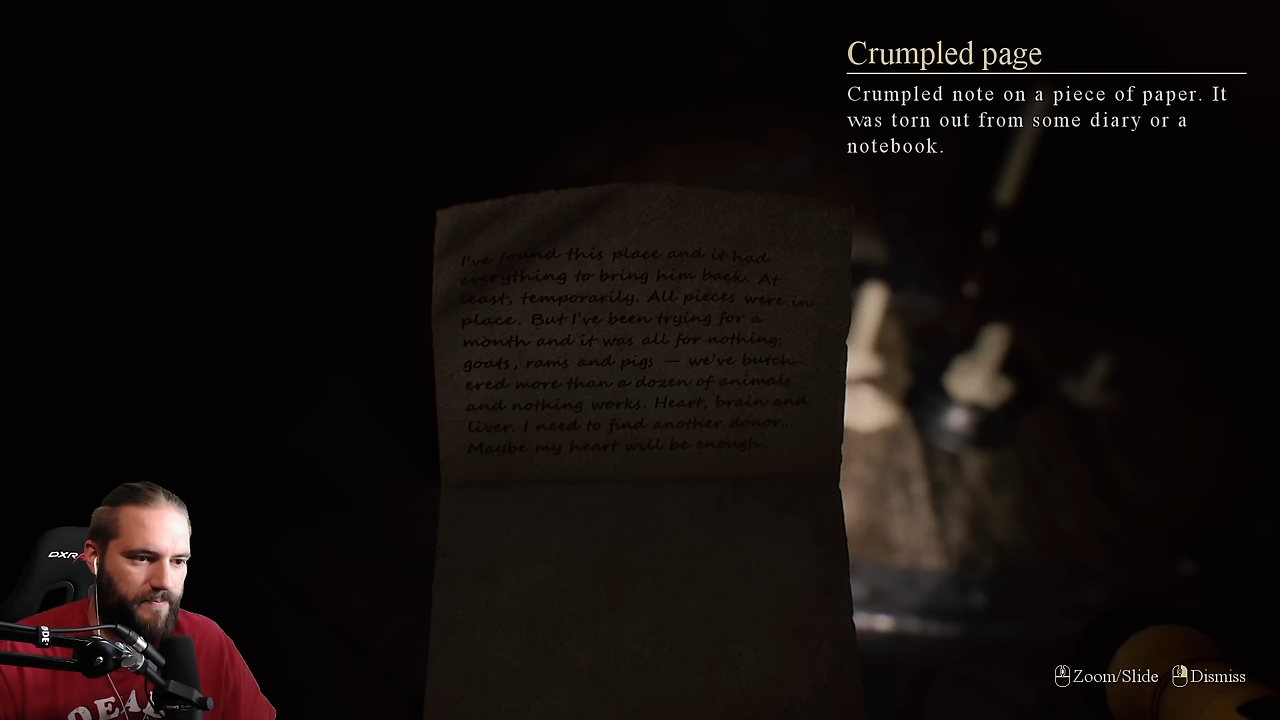 Crumpled page
Crumpled note on a piece of paper. It
was torn out from some diary or a
notebook.
I've found this place and it had
everything to bring him back. At
least, temporarily. All pieces were in
place. But I've been trying for a
month and it was all for nothing:
goats, rams and pigs — we've butch-
ered more than a dozen of animals
and nothing works. Heart, brain and
liver. I need to find another donor...
Maybe my heart will be enough.
DXR
Zoom/Slide
Dismiss